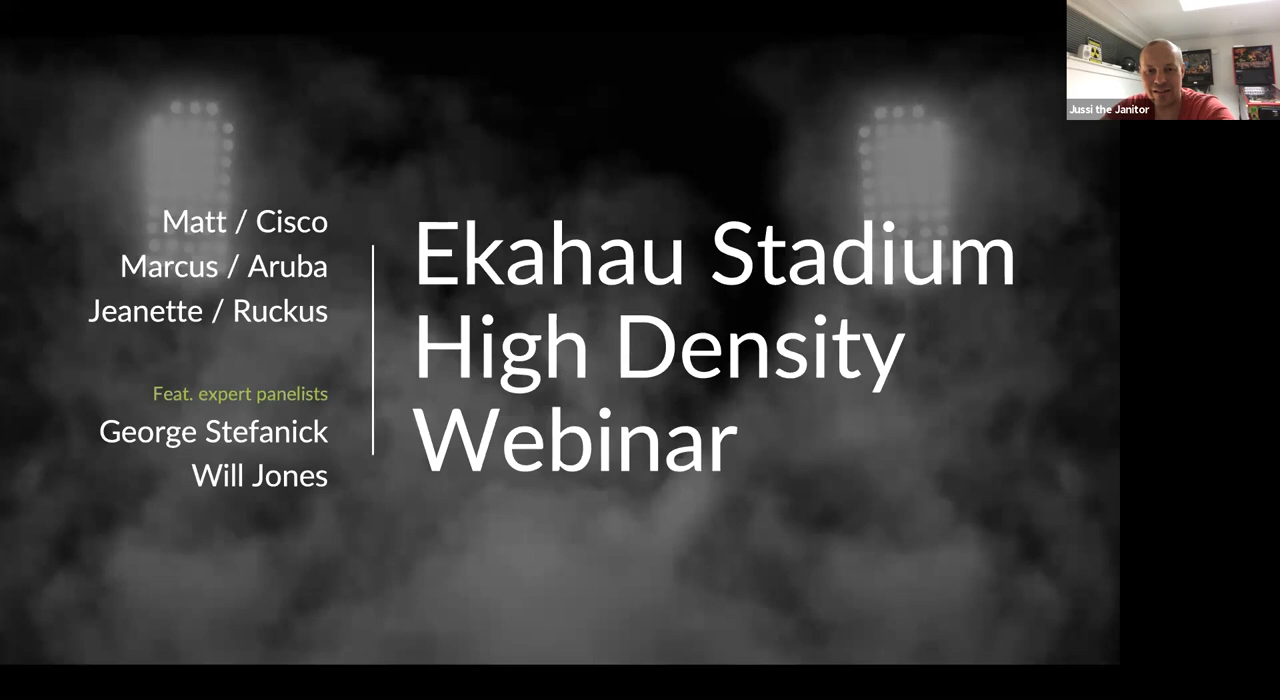 Jussi the Janitor
Matt / Cisco
Marcus / Aruba
Jeanette / Ruckus
Feat. expert panelists
George Stefanick
Will Jones
Ekahau Stadium
High Density
Webinar